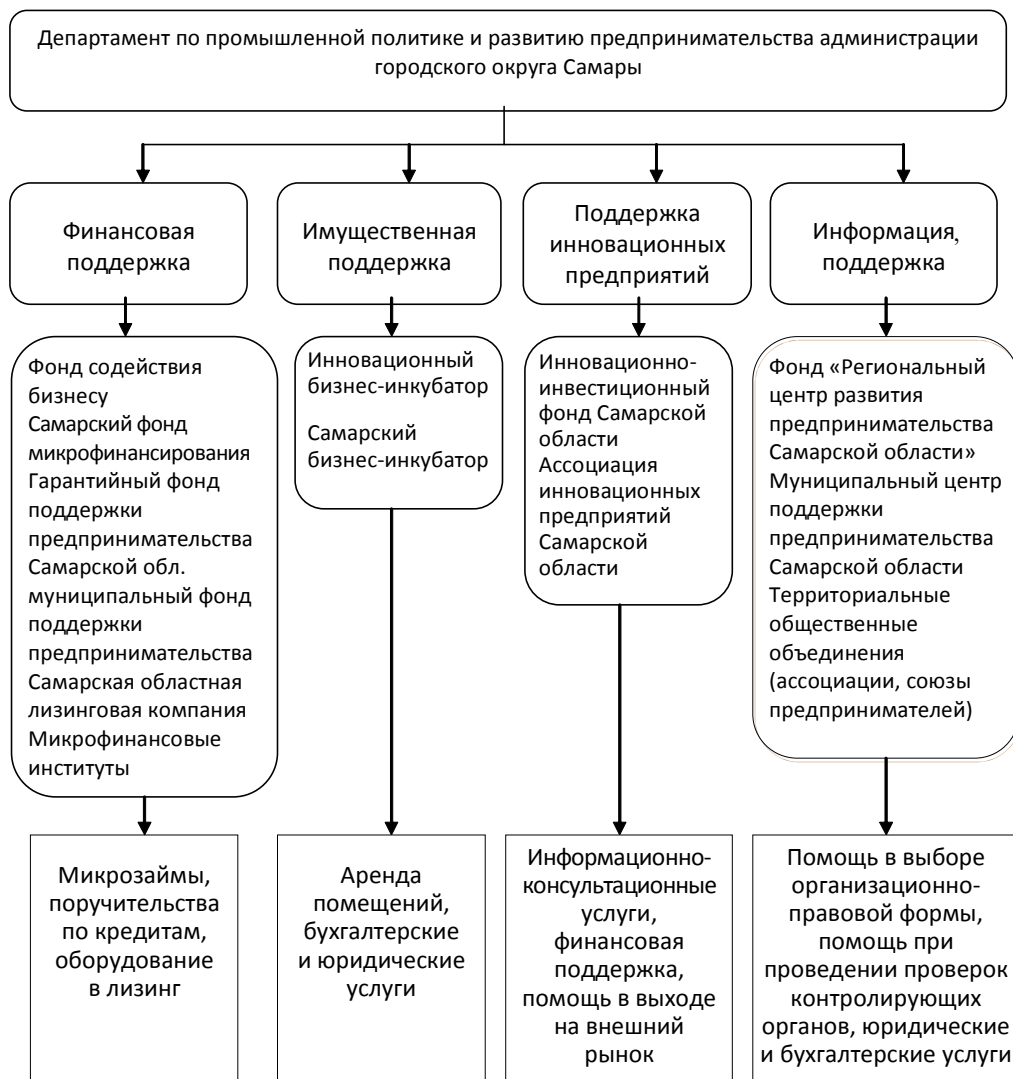 Департамент по промышленной политике и развитию предпринимательства администрации
городского округа Самары
Финансовая
поддержка
Имущественная
поддержка
Поддержка
инновационных
предприятий
Информация,
поддержка
Фонд содействия
бизнесу
Самарский фонд
микрофинансирования
Гарантийный фонд
поддержки
предпринимательства
Самарской обл.
муниципальный фонд
поддержки
предпринимательства
Самарская областная
лизинговая компания
Микрофинансовые
институты
Инновационный
бизнес-инкубатор
Самарский
бизнес-инкубатор
Инновационно-
инвестиционный
фонд Самарской
области
Ассоциация
инновационных
предприятий
Самарской
области
Фонд «Региональный
центр развития
предпринимательства
Самарской области»
Муниципальный центр
поддержки
предпринимательства
Самарской области
Территориальные
общественные
объединения
(ассоциации, союзы
предпринимателей)
Микрозаймы,
поручительства
по кредитам,
оборудование
в лизинг
Аренда
помещений,
бухгалтерские
и юридические
услуги
Информационно-
консультационные
услуги,
финансовая
поддержка,
помощь в выходе
на внешний
рынок
Помощь в выборе
организационно-
правовой формы,
помощь при
проведении проверок
контролирующих
органов, юридические
и бухгалтерские услуги